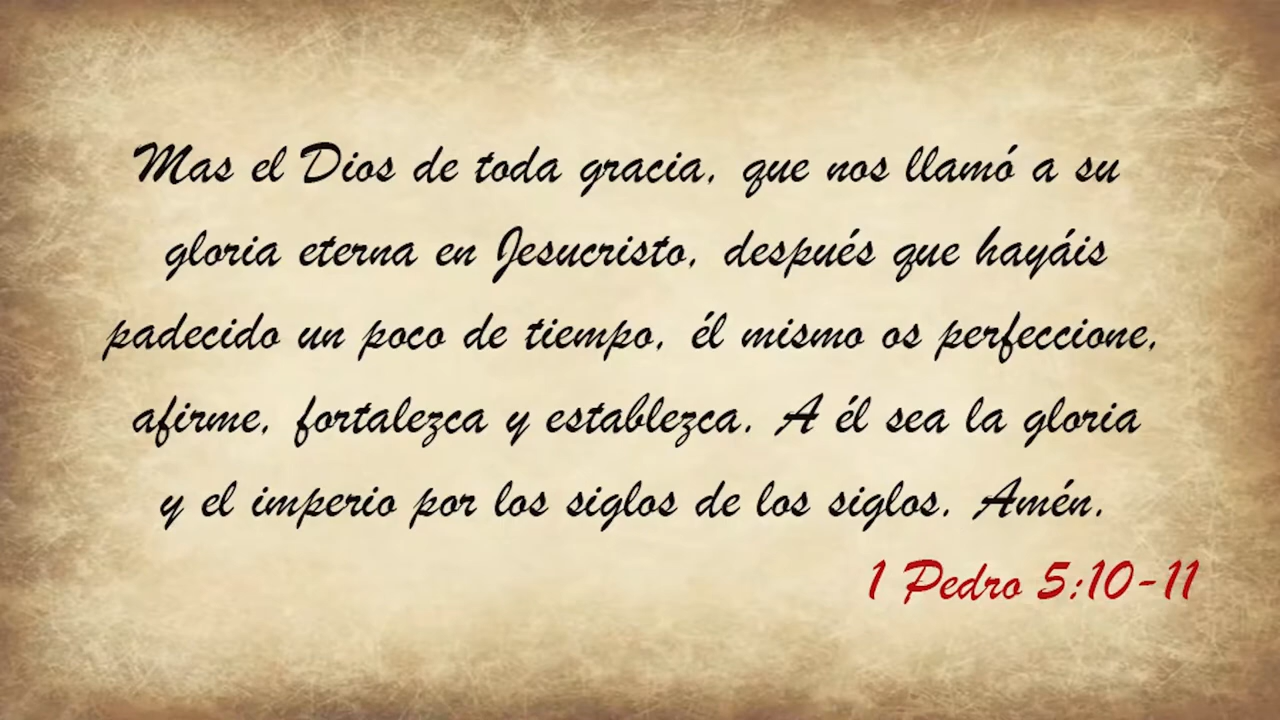 Mas el Dios de toda gracia, que nos llamó a su
gloria eterna en Jesucristo, después que hayáis
padecido un poco de tiempo, él mismo os perfeccione,
afirme, fortalezca y establezca. A él sea la gloria
y el imperio por los siglos de los siglos. Amén.
1 Pedro 5:10-11